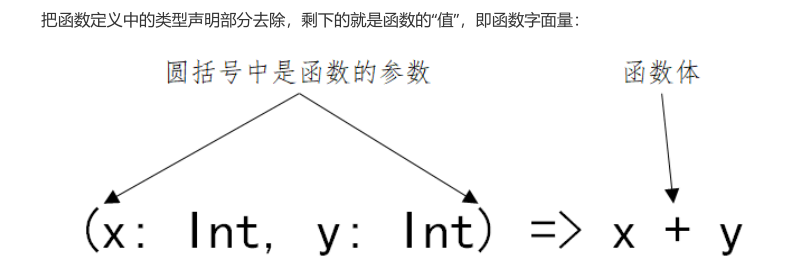 把函数定义中的类型声明部分去除，剩下的就是函数的“值”，即函数字面量：
圆括号中是函数的参数 函数体
(x: Int, y: Int) => x + y